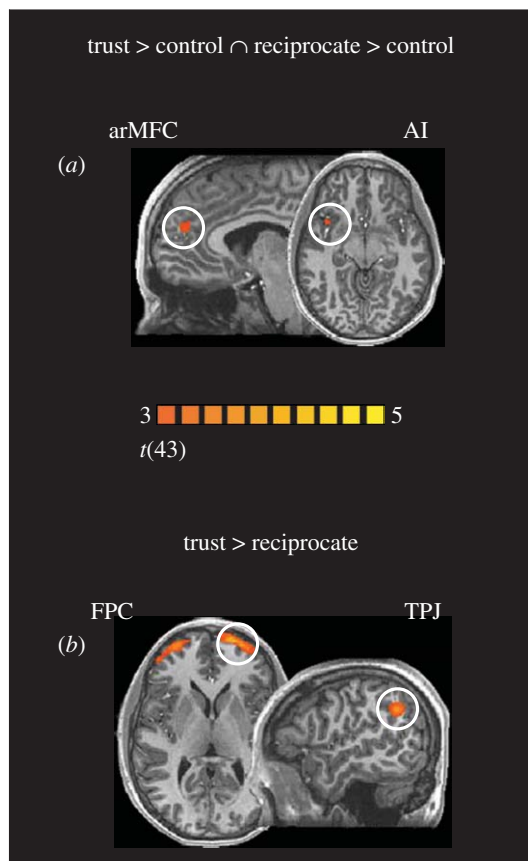 trust > control ∩ reciprocate > control
arMFC AI
(a)
3 5
t(43)
trust > reciprocate
FPC TPJ
(b)